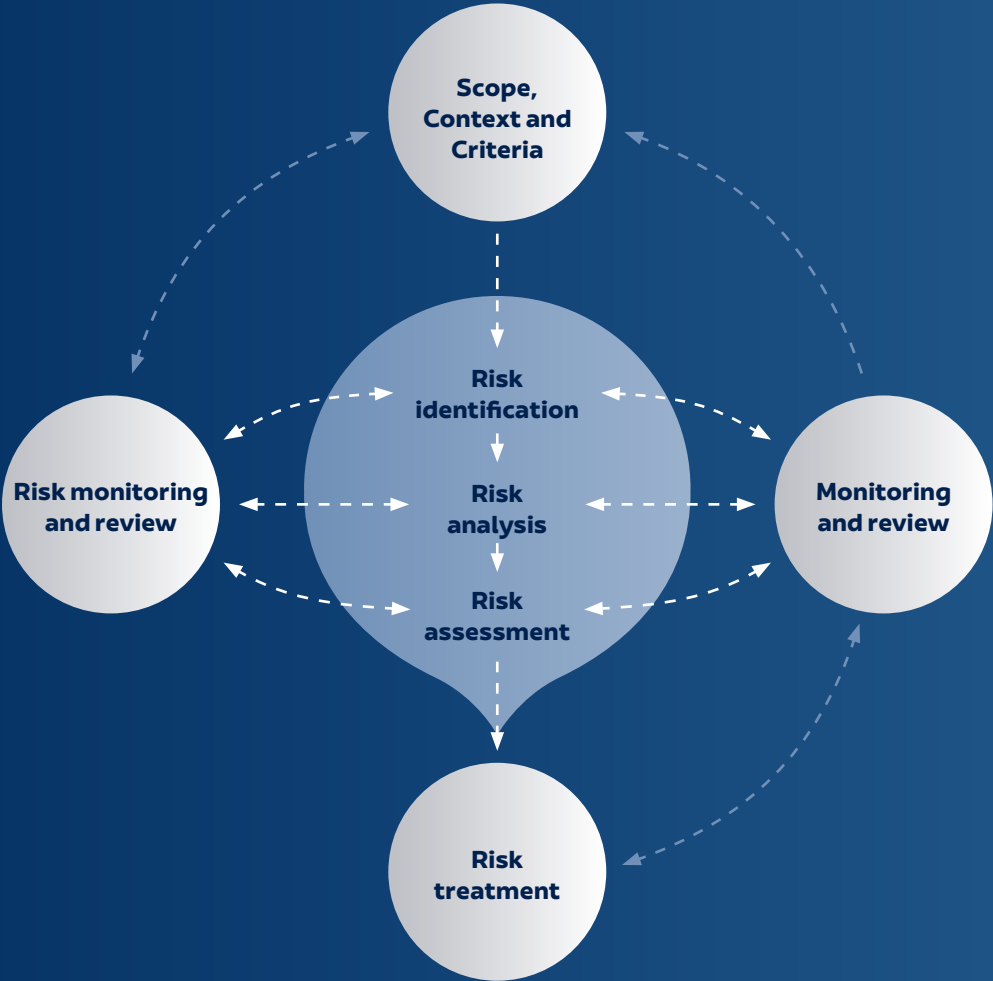 Scope,
Context and
Criteria
Risk
identification
Risk monitoring
and review
Risk
analysis
Monitoring
and review
Risk
assessment
Risk
treatment